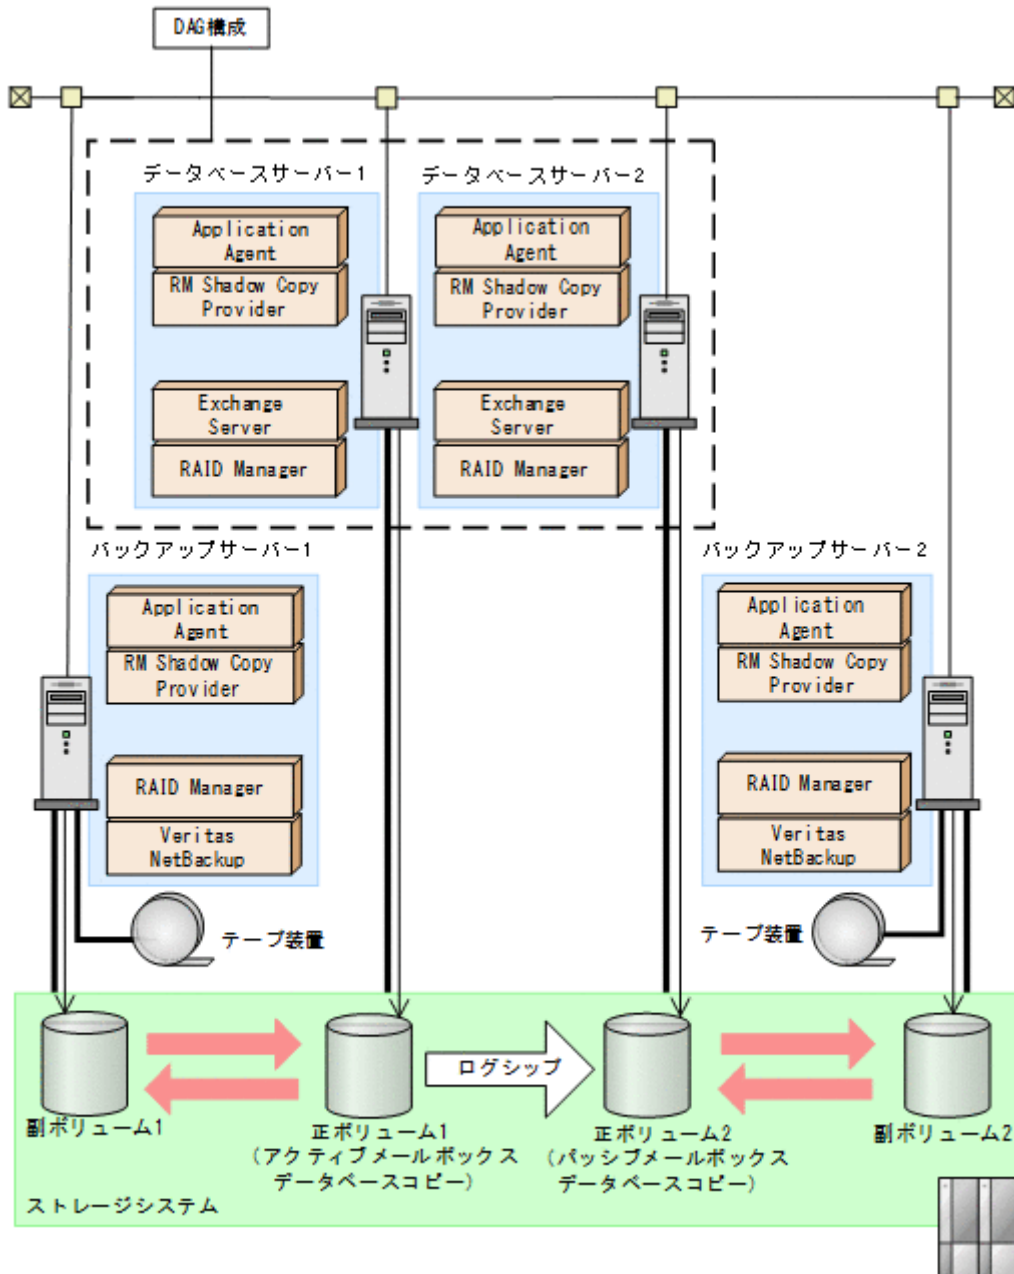 DAG構成
データベースサーバー1
データベースサーバー2
Application
Agent
RM Shadow Copy
Provider
Exchange
Server
RAID Manager
Application
Agent
RM Shadow Copy
Provider
Exchange
Server
RAID Manager
バックアップサーバー1
バックアップサーバー2
Application
Agent
RM Shadow Copy
Provider
RAID Manager
Veritas
NetBackup
Application
Agent
RM Shadow Copy
Provider
RAID Manager
Veritas
NetBackup
テープ装置
テープ装置
ログシップ
副ボリューム1
正ボリューム1
(アクティブメールボックス
データベースコピー)
正ボリューム2
(パッシブメールボックス
データベースコピー)
副ボリューム2
ストレージシステム